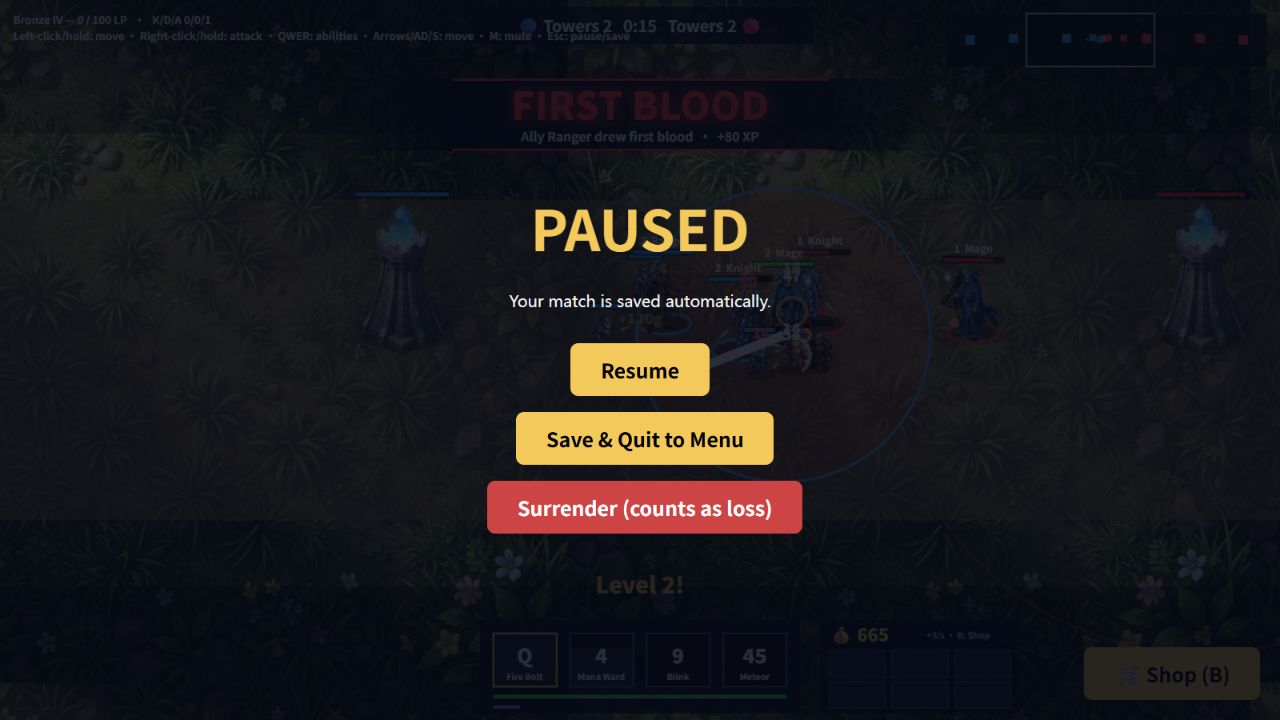 Bronze IV — 0 / 100 LP • K/D/A 0/0/1
Left-click/hold: move • Right-click/hold: attack • QWER: abilities • Arrows/AD/S: move • M: mute • Esc: pause/save
Towers 2 0:15 Towers 2
FIRST BLOOD
Ally Ranger drew first blood • +80 XP
PAUSED
1 Knight
2 Mage
1 Mage
2 Knight
Your match is saved automatically.
+120g
Resume
Save & Quit to Menu
Surrender (counts as loss)
Level 2!
Q
Fire Bolt
4
Mana Ward
9
Blink
45
Meteor
665
+3/s • B: Shop
Shop (B)